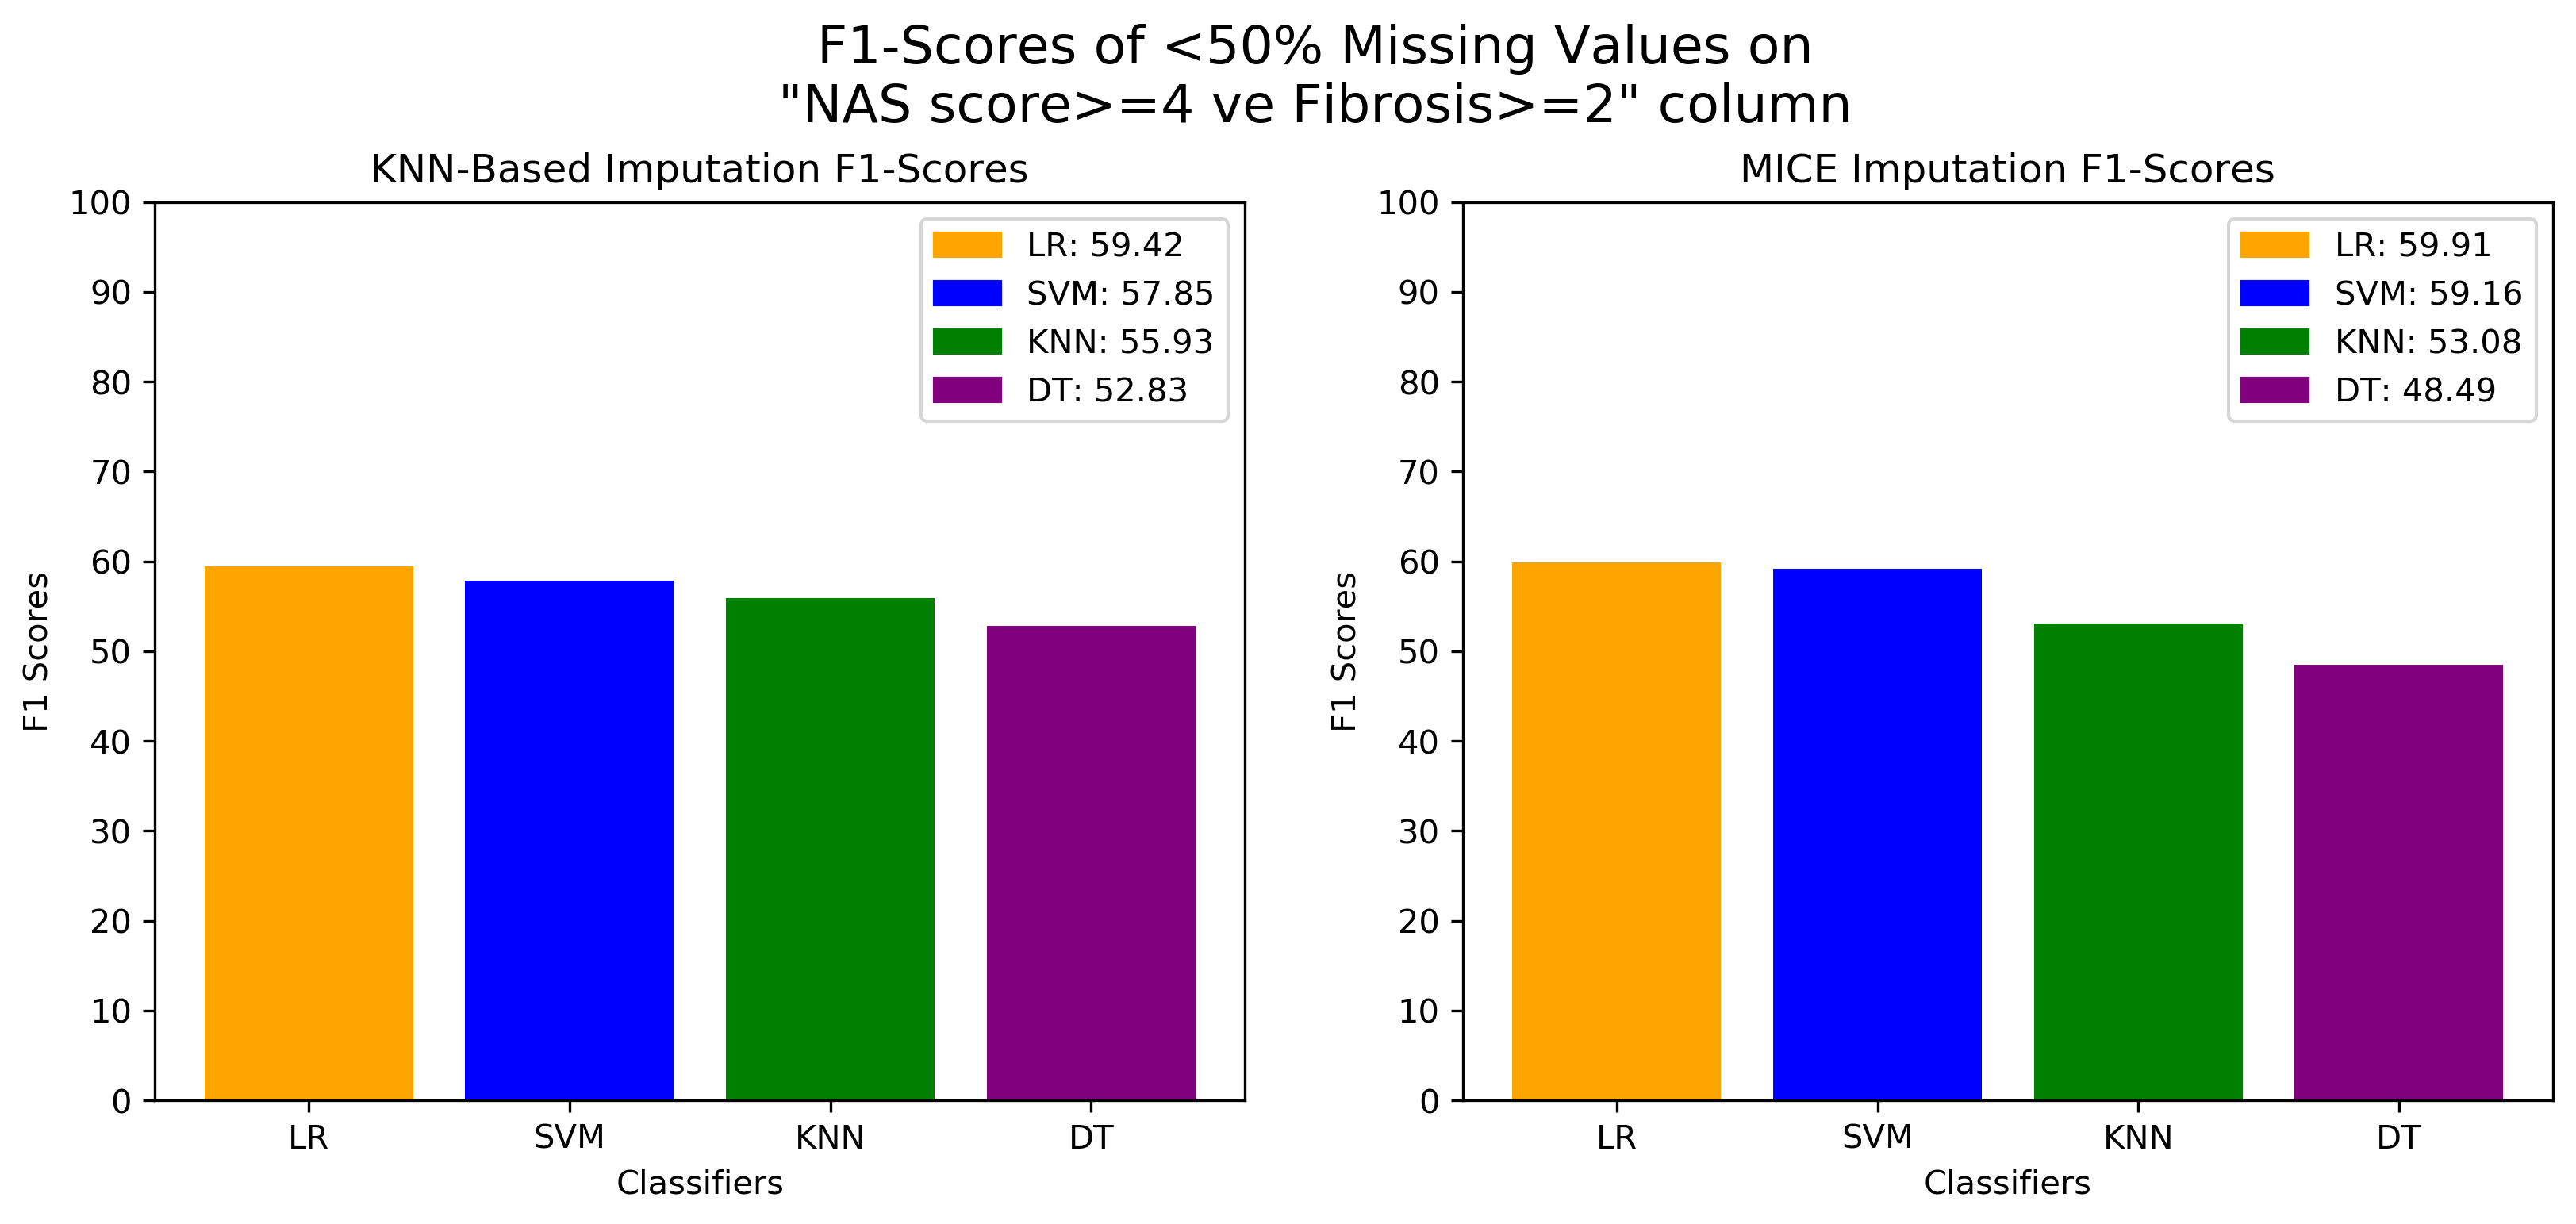 F1-Scores of <50% Missing Values on
"NAS score>=4 ve Fibrosis>=2" column
KNN-Based Imputation F1-Scores
100
90
80
70
60
50
40
30
20
10
0
F1 Scores
LR: 59.42
SVM: 57.85
KNN: 55.93
DT: 52.83
LR
SVM
KNN
DT
Classifiers
MICE Imputation F1-Scores
100
90
80
70
60
50
40
30
20
10
0
F1 Scores
LR: 59.91
SVM: 59.16
KNN: 53.08
DT: 48.49
LR
SVM
KNN
DT
Classifiers